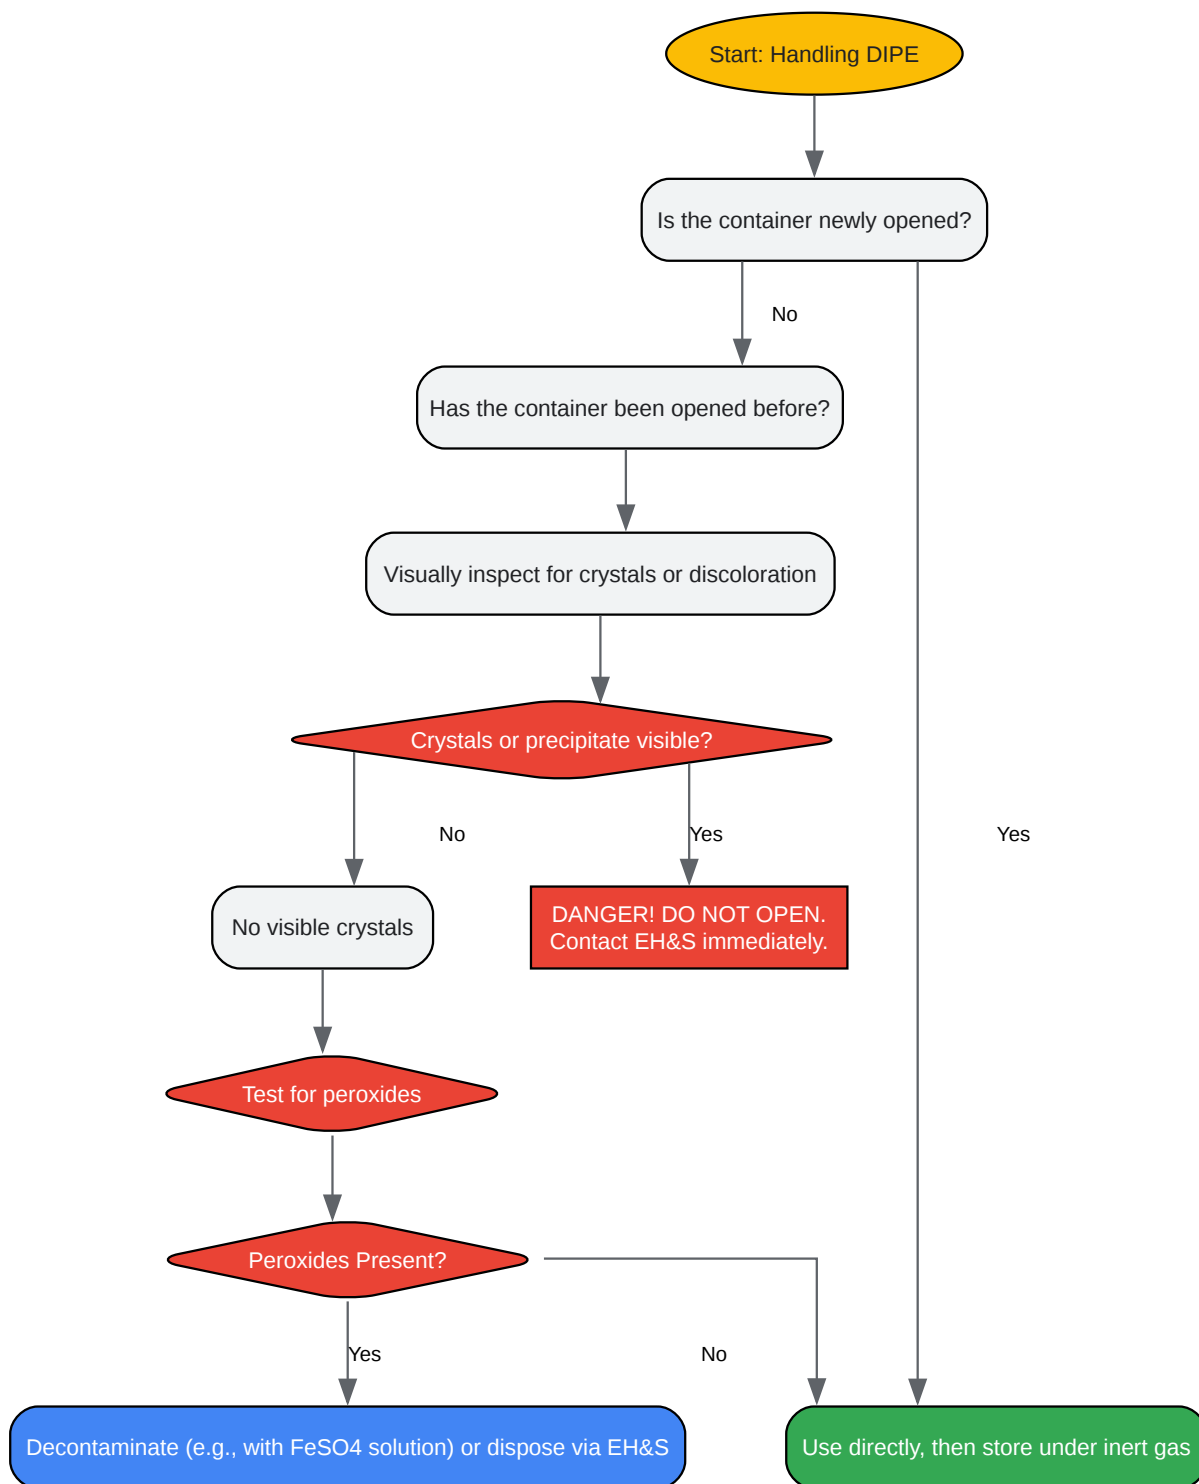 Start: Handling DIPE
Is the container newly opened?
No
Has the container been opened before?
Visually inspect for crystals or discoloration
Crystals or precipitate visible?
No
Yes
Yes
No visible crystals
DANGER! DO NOT OPEN.
Contact EH&S immediately.
Test for peroxides
Peroxides Present?
Yes
No
Decontaminate (e.g., with FeSO4 solution) or dispose via EH&S
Use directly, then store under inert gas